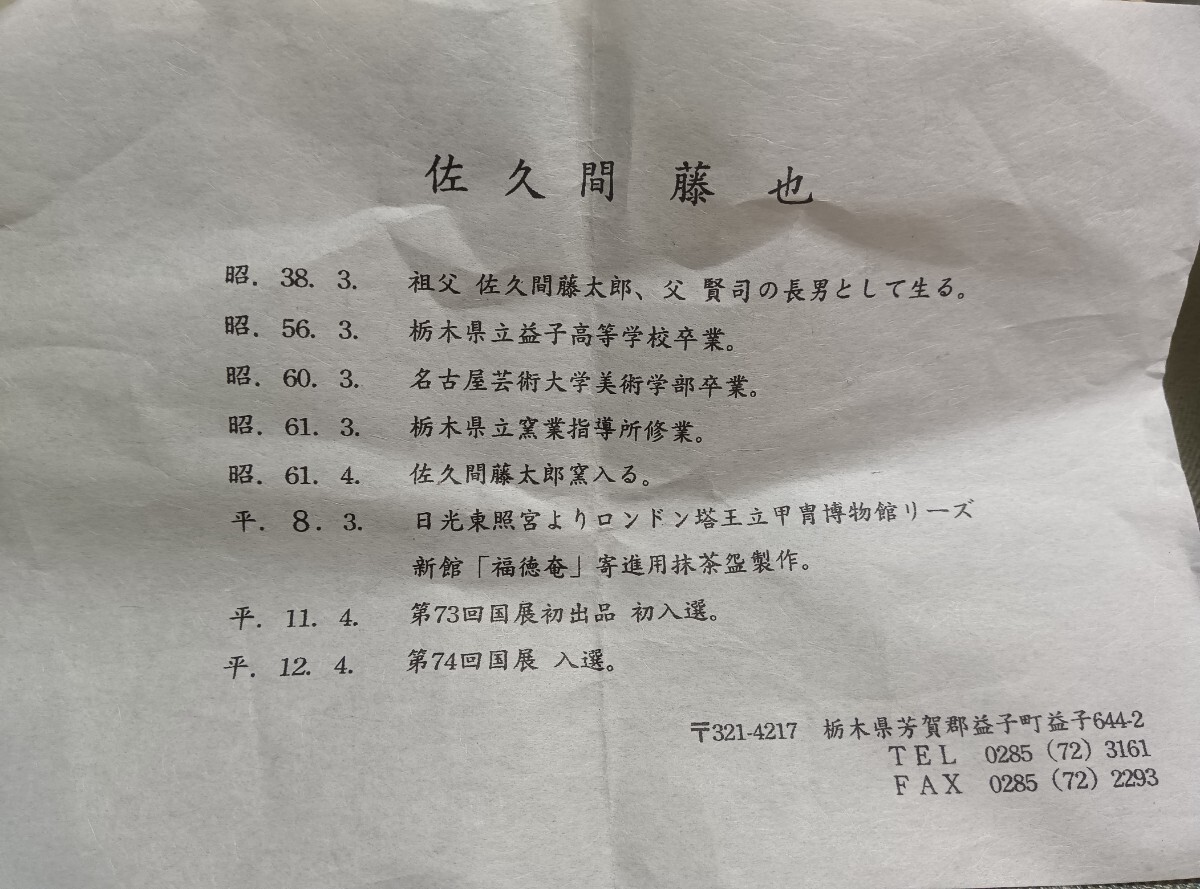 佐久間 藤也
昭. 38. 3. 祖父 佐久間藤太郎、父 賢司の長男として生る。
昭. 56. 3. 栃木県立益子高等学校卒業。
昭. 60. 3. 名古屋芸術大学美術学部卒業。
昭. 61. 3. 栃木県立窯業指導所修業。
昭. 61. 4. 佐久間藤太郎窯入る。
平. 8. 3. 日光東照宮よりロンドン塔王立甲冑博物館リーズ
新館「福徳奄」寄進用抹茶盌製作。
平. 11. 4. 第73回国展初出品 初入選。
平. 12. 4. 第74回国展 入選。
〒321-4217 栃木県芳賀郡益子町益子644-2
TEL 0285（72）3161
FAX 0285（72）2293